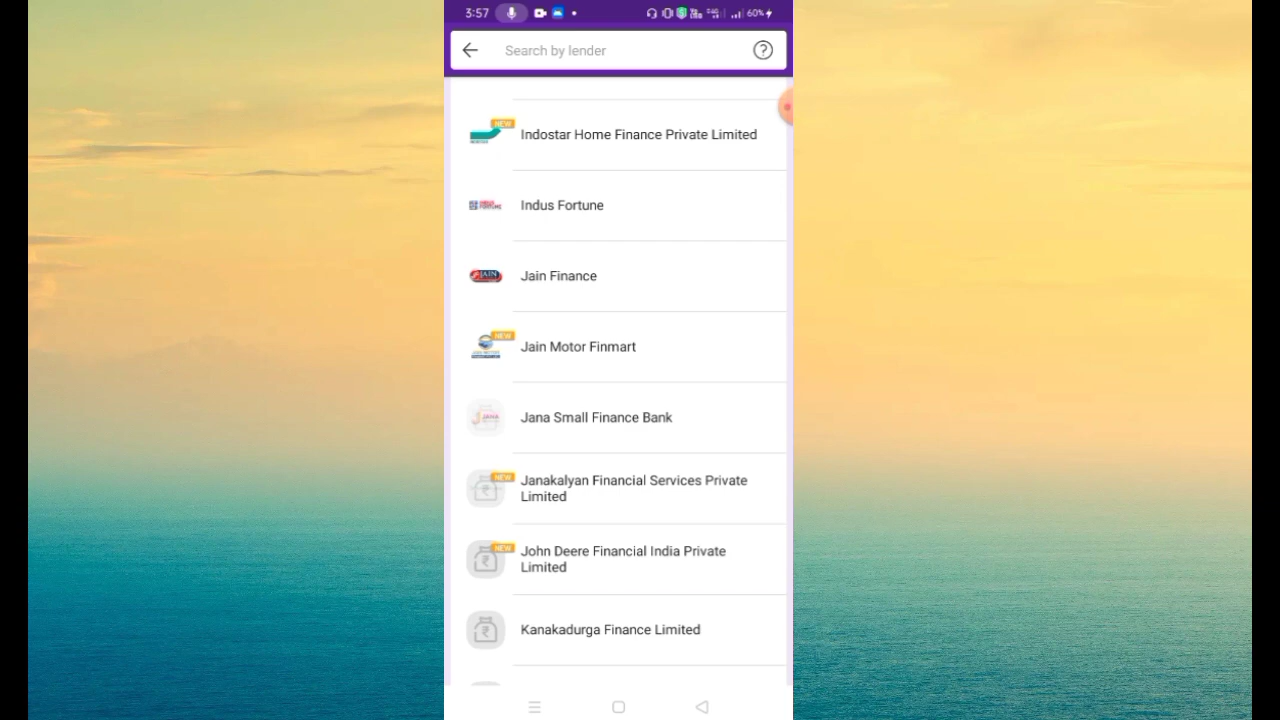 3:57
60%
Search by lender
NEW
Indostar Home Finance Private Limited
Indus Fortune
JAIN
Jain Finance
NEW
Jain Motor Finmart
JANA
Jana Small Finance Bank
NEW
Janakalyan Financial Services Private
Limited
NEW
John Deere Financial India Private
Limited
Kanakadurga Finance Limited